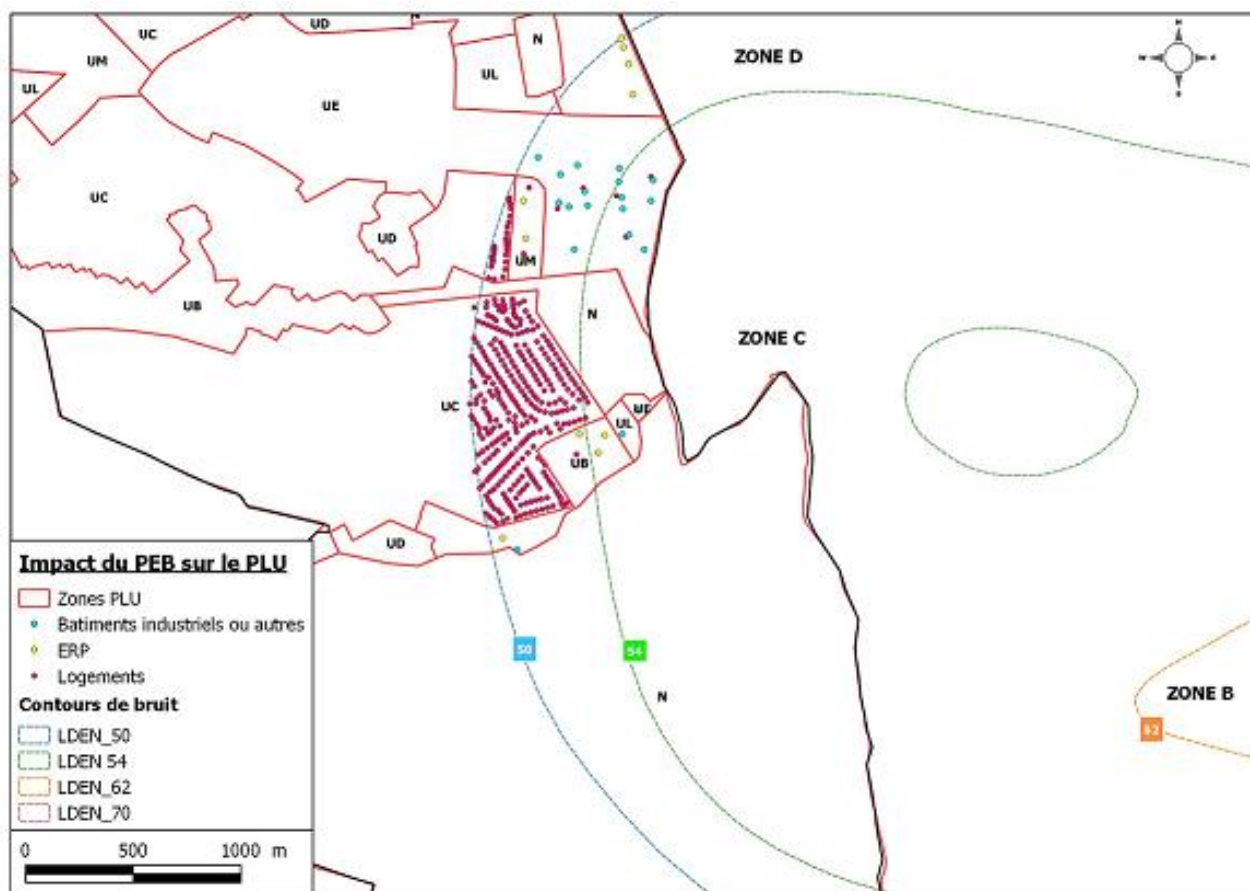 UD
N
UC
UM
UL
UL
UE
ZONE D
N
W
E
S
UC
UD
UM
UB
N
ZONE C
UC
UE
UL
UB
UD
50
54
N
ZONE B
62
Impact du PEB sur le PLU
Zones PLU
Batiments industriels ou autres
ERP
Logements
Contours de bruit
LDEN_50
LDEN 54
LDEN_62
LDEN_70
0 500 1000 m